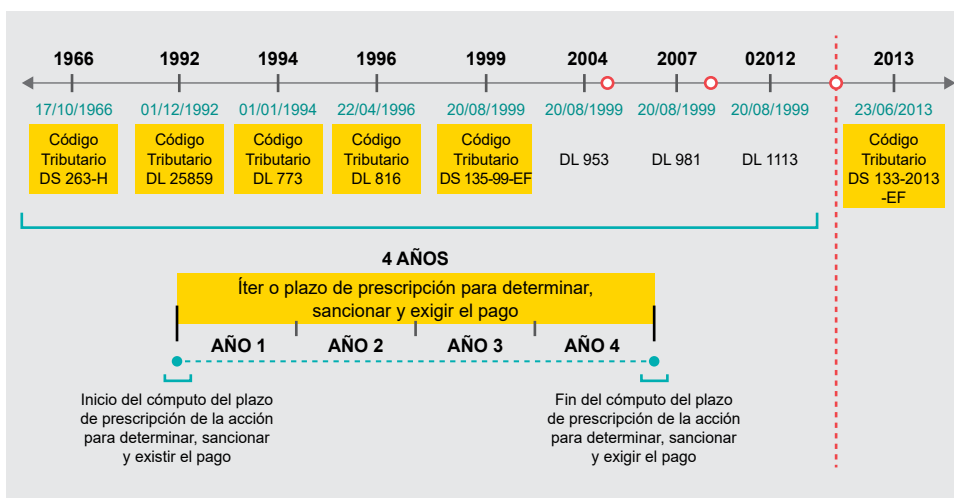 1966 1992 1994 1996 1999 2004 2007 02012 2013
17/10/1966 01/12/1992 01/01/1994 22/04/1996 20/08/1999 20/08/1999 20/08/1999 20/08/1999 23/06/2013
Código
Tributario
DS 263-H
Código
Tributario
DL 25859
Código
Tributario
DL 773
Código
Tributario
DL 816
Código
Tributario
DS 135-99-EF
DL 953
DL 981
DL 1113
Código
Tributario
DS 133-2013
-EF
4 AÑOS
Íter o plazo de prescripción para determinar,
sancionar y exigir el pago
AÑO 1 AÑO 2 AÑO 3 AÑO 4
Inicio del cómputo del plazo
de prescripción de la acción
para determinar, sancionar
y existir el pago
Fin del cómputo del plazo
de prescripción de la acción
para determinar, sancionar
y exigir el pago